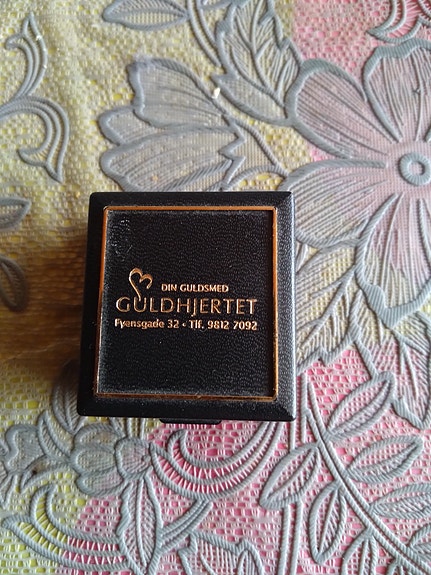 DIN GULDSMED
GULDHJERTET
Fyensgade 32 • Tlf. 9812 7092